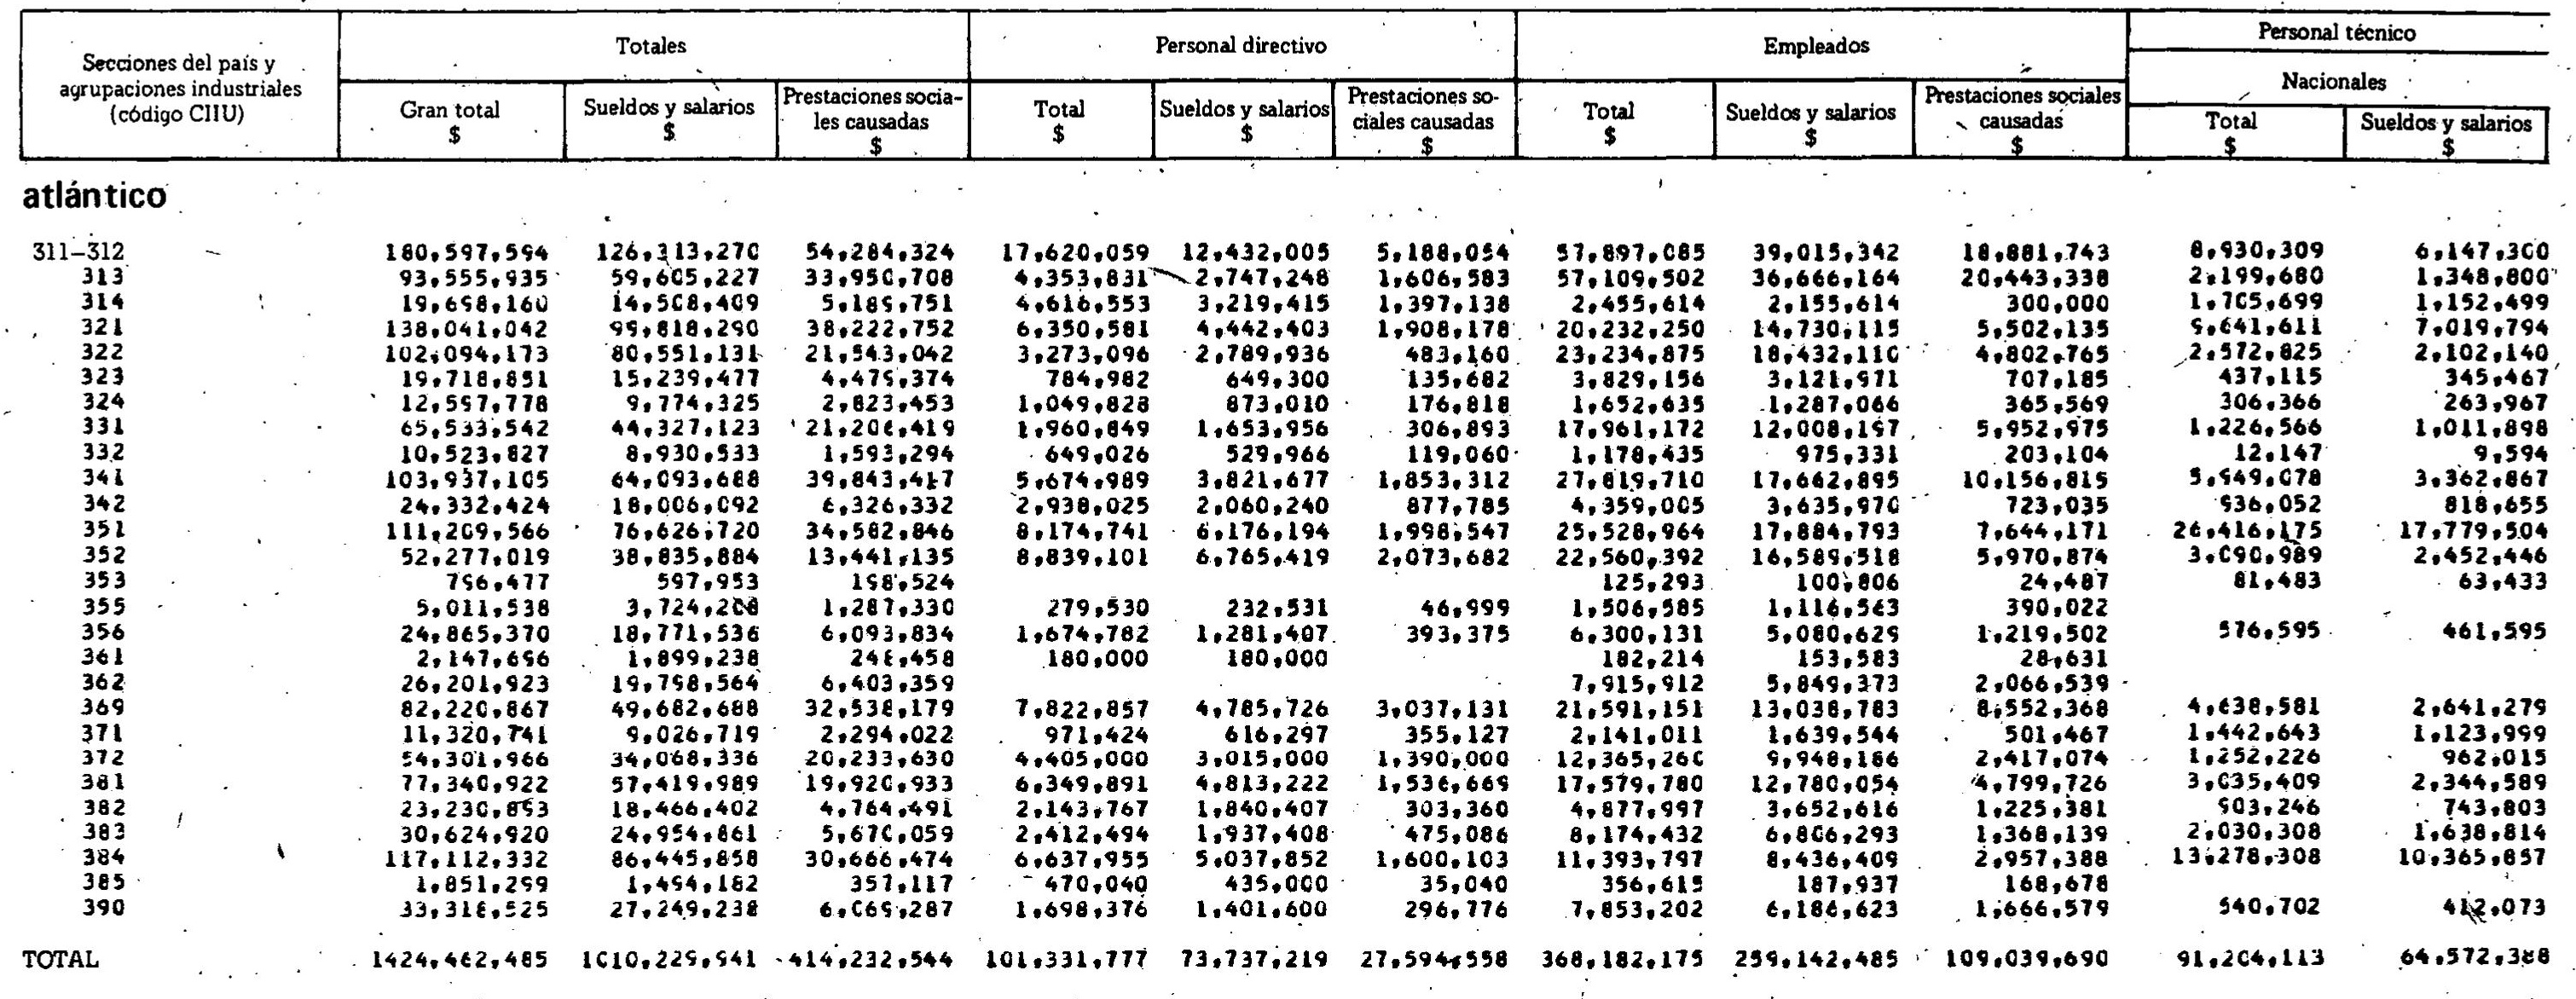 Secciones del país y
agrupaciones industriales
(código CIIU)
Totales
Personal directivo
Empleados
Personal técnico
Nacionales
Gran total
$
Sueldos y salarios
$
Prestaciones socia-
les causadas
$
Total
$
Sueldos y salarios
$
Prestaciones so-
ciales causadas
$
Total
$
Sueldos y salarios
$
Prestaciones sociales
causadas
$
Total
$
Sueldos y salarios
$
atlántico
311-312 180,597,594 126,313,270 54,284,324 17,620,059 12,432,005 5,188,054 57,897,085 39,015,342 18,881,743 8,930,309 6,147,300
313 93,555,935 59,605,227 33,950,708 4,353,831 2,747,248 1,606,583 57,109,502 36,666,164 20,443,338 2,199,680 1,348,800
314 19,698,160 14,508,409 5,189,751 4,616,553 3,219,415 1,397,138 2,455,614 2,155,614 300,000 1,705,699 1,152,499
321 138,041,042 99,818,290 38,222,752 6,350,581 4,442,403 1,908,178 20,232,250 14,730,115 5,502,135 9,641,611 7,019,794
322 102,094,173 80,551,131 21,543,042 3,273,096 2,789,936 483,160 23,234,875 18,432,110 4,802,765 2,572,825 2,102,140
323 19,718,851 15,239,477 4,479,374 784,982 649,300 135,682 3,829,156 3,121,971 707,185 437,115 345,467
324 12,597,778 9,774,325 2,823,453 1,049,828 873,010 176,818 1,652,635 1,287,066 365,569 306,366 263,967
331 65,533,542 44,327,123 21,206,419 1,960,849 1,653,956 306,893 17,961,172 12,008,197 5,952,975 1,226,566 1,011,898
332 10,523,827 8,930,533 1,593,294 649,026 529,966 119,060 1,178,435 975,331 203,104 12,147 9,594
341 103,937,105 64,093,688 39,843,417 5,674,989 3,821,677 1,853,312 27,819,710 17,662,895 10,156,815 5,949,078 3,362,867
342 24,332,424 18,006,092 6,326,332 2,938,025 2,060,240 877,785 4,359,005 3,635,970 723,035 936,052 818,655
351 111,209,566 76,626,720 34,582,846 8,174,741 6,176,194 1,998,547 25,528,964 17,884,793 7,644,171 26,416,175 17,779,504
352 52,277,019 38,835,884 13,441,135 8,839,101 6,765,419 2,073,682 22,560,392 16,589,518 5,970,874 3,090,989 2,452,446
353 796,477 597,953 198,524 125,293 100,806 24,487 81,483 63,433
355 5,011,538 3,724,208 1,287,330 279,530 232,531 46,999 1,506,585 1,116,563 390,022
356 24,865,370 18,771,536 6,093,834 1,674,782 1,281,407 393,375 6,300,131 5,080,629 1,219,502 576,595 461,595
361 2,147,696 1,899,238 248,458 180,000 180,000 182,214 153,583 28,631
362 26,201,923 19,798,564 6,403,359 7,915,912 5,849,373 2,066,539
369 82,220,867 49,682,688 32,538,179 7,822,857 4,785,726 3,037,131 21,591,151 13,038,783 8,552,368 4,638,581 2,641,279
371 11,320,741 9,026,719 2,294,022 971,424 616,297 355,127 2,141,011 1,639,544 501,467 1,442,643 1,123,999
372 54,301,966 34,068,336 20,233,630 4,405,000 3,015,000 1,390,000 12,365,260 9,948,186 2,417,074 1,252,226 962,015
381 77,340,922 57,419,989 19,920,933 6,349,891 4,813,222 1,536,669 17,579,780 12,780,054 4,799,726 3,035,409 2,344,589
382 23,230,893 18,466,402 4,764,491 2,143,767 1,840,407 303,360 4,877,997 3,652,616 1,225,381 903,246 743,803
383 30,624,920 24,954,861 5,670,059 2,412,494 1,937,408 475,086 8,174,432 6,806,293 1,368,139 2,030,308 1,638,814
384 117,112,332 86,445,858 30,666,474 6,637,955 5,037,852 1,600,103 11,393,797 8,436,409 2,957,388 13,278,308 10,365,857
385 1,851,299 1,494,182 357,117 470,040 435,000 35,040 356,615 187,937 168,678
390 33,318,525 27,249,238 6,069,287 1,698,376 1,401,600 296,776 7,853,202 6,186,623 1,666,579 540,702 412,073
TOTAL 1424,462,485 1010,229,941 414,232,544 101,331,777 73,737,219 27,594,558 368,182,175 259,142,485 109,039,690 91,204,113 64,572,388